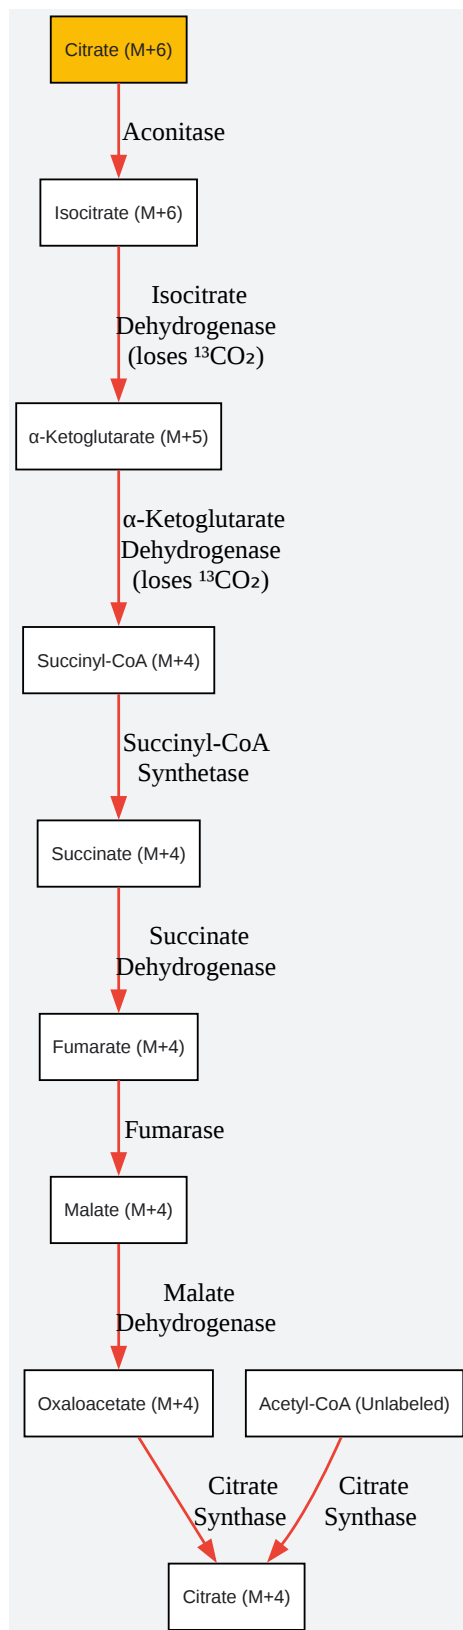 Citrate (M+6)
Aconitase
Isocitrate (M+6)
Isocitrate
Dehydrogenase
(loses ¹³CO₂)
α-Ketoglutarate (M+5)
α-Ketoglutarate
Dehydrogenase
(loses ¹³CO₂)
Succinyl-CoA (M+4)
Succinyl-CoA
Synthetase
Succinate (M+4)
Succinate
Dehydrogenase
Fumarate (M+4)
Fumarase
Malate (M+4)
Malate
Dehydrogenase
Oxaloacetate (M+4)
Acetyl-CoA (Unlabeled)
Citrate
Synthase
Citrate
Synthase
Citrate (M+4)